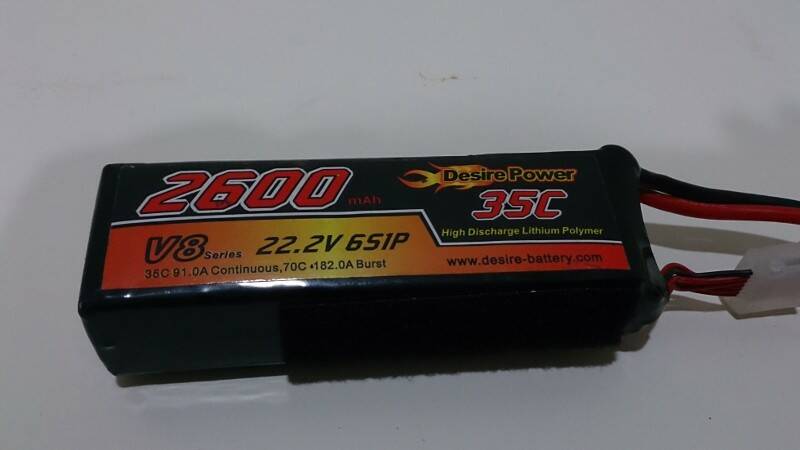 2600 mAh
Desire Power
35C
High Discharge Lithium Polymer
V8 Series 22.2V 6S1P
35C 91.0A Continuous,70C •182.0A Burst
www.desire-battery.com